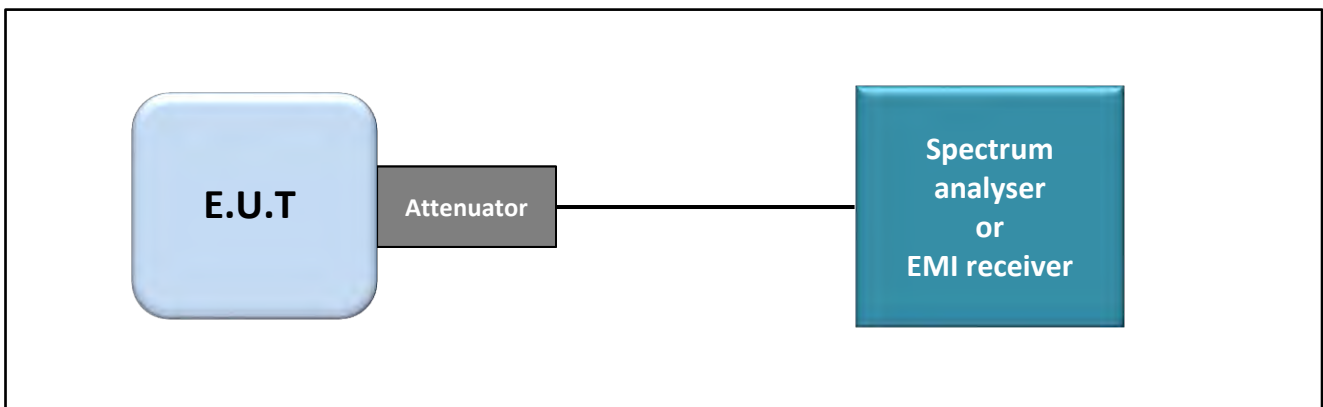 E.U.T
Attenuator
Spectrum
analyser
or
EMI receiver